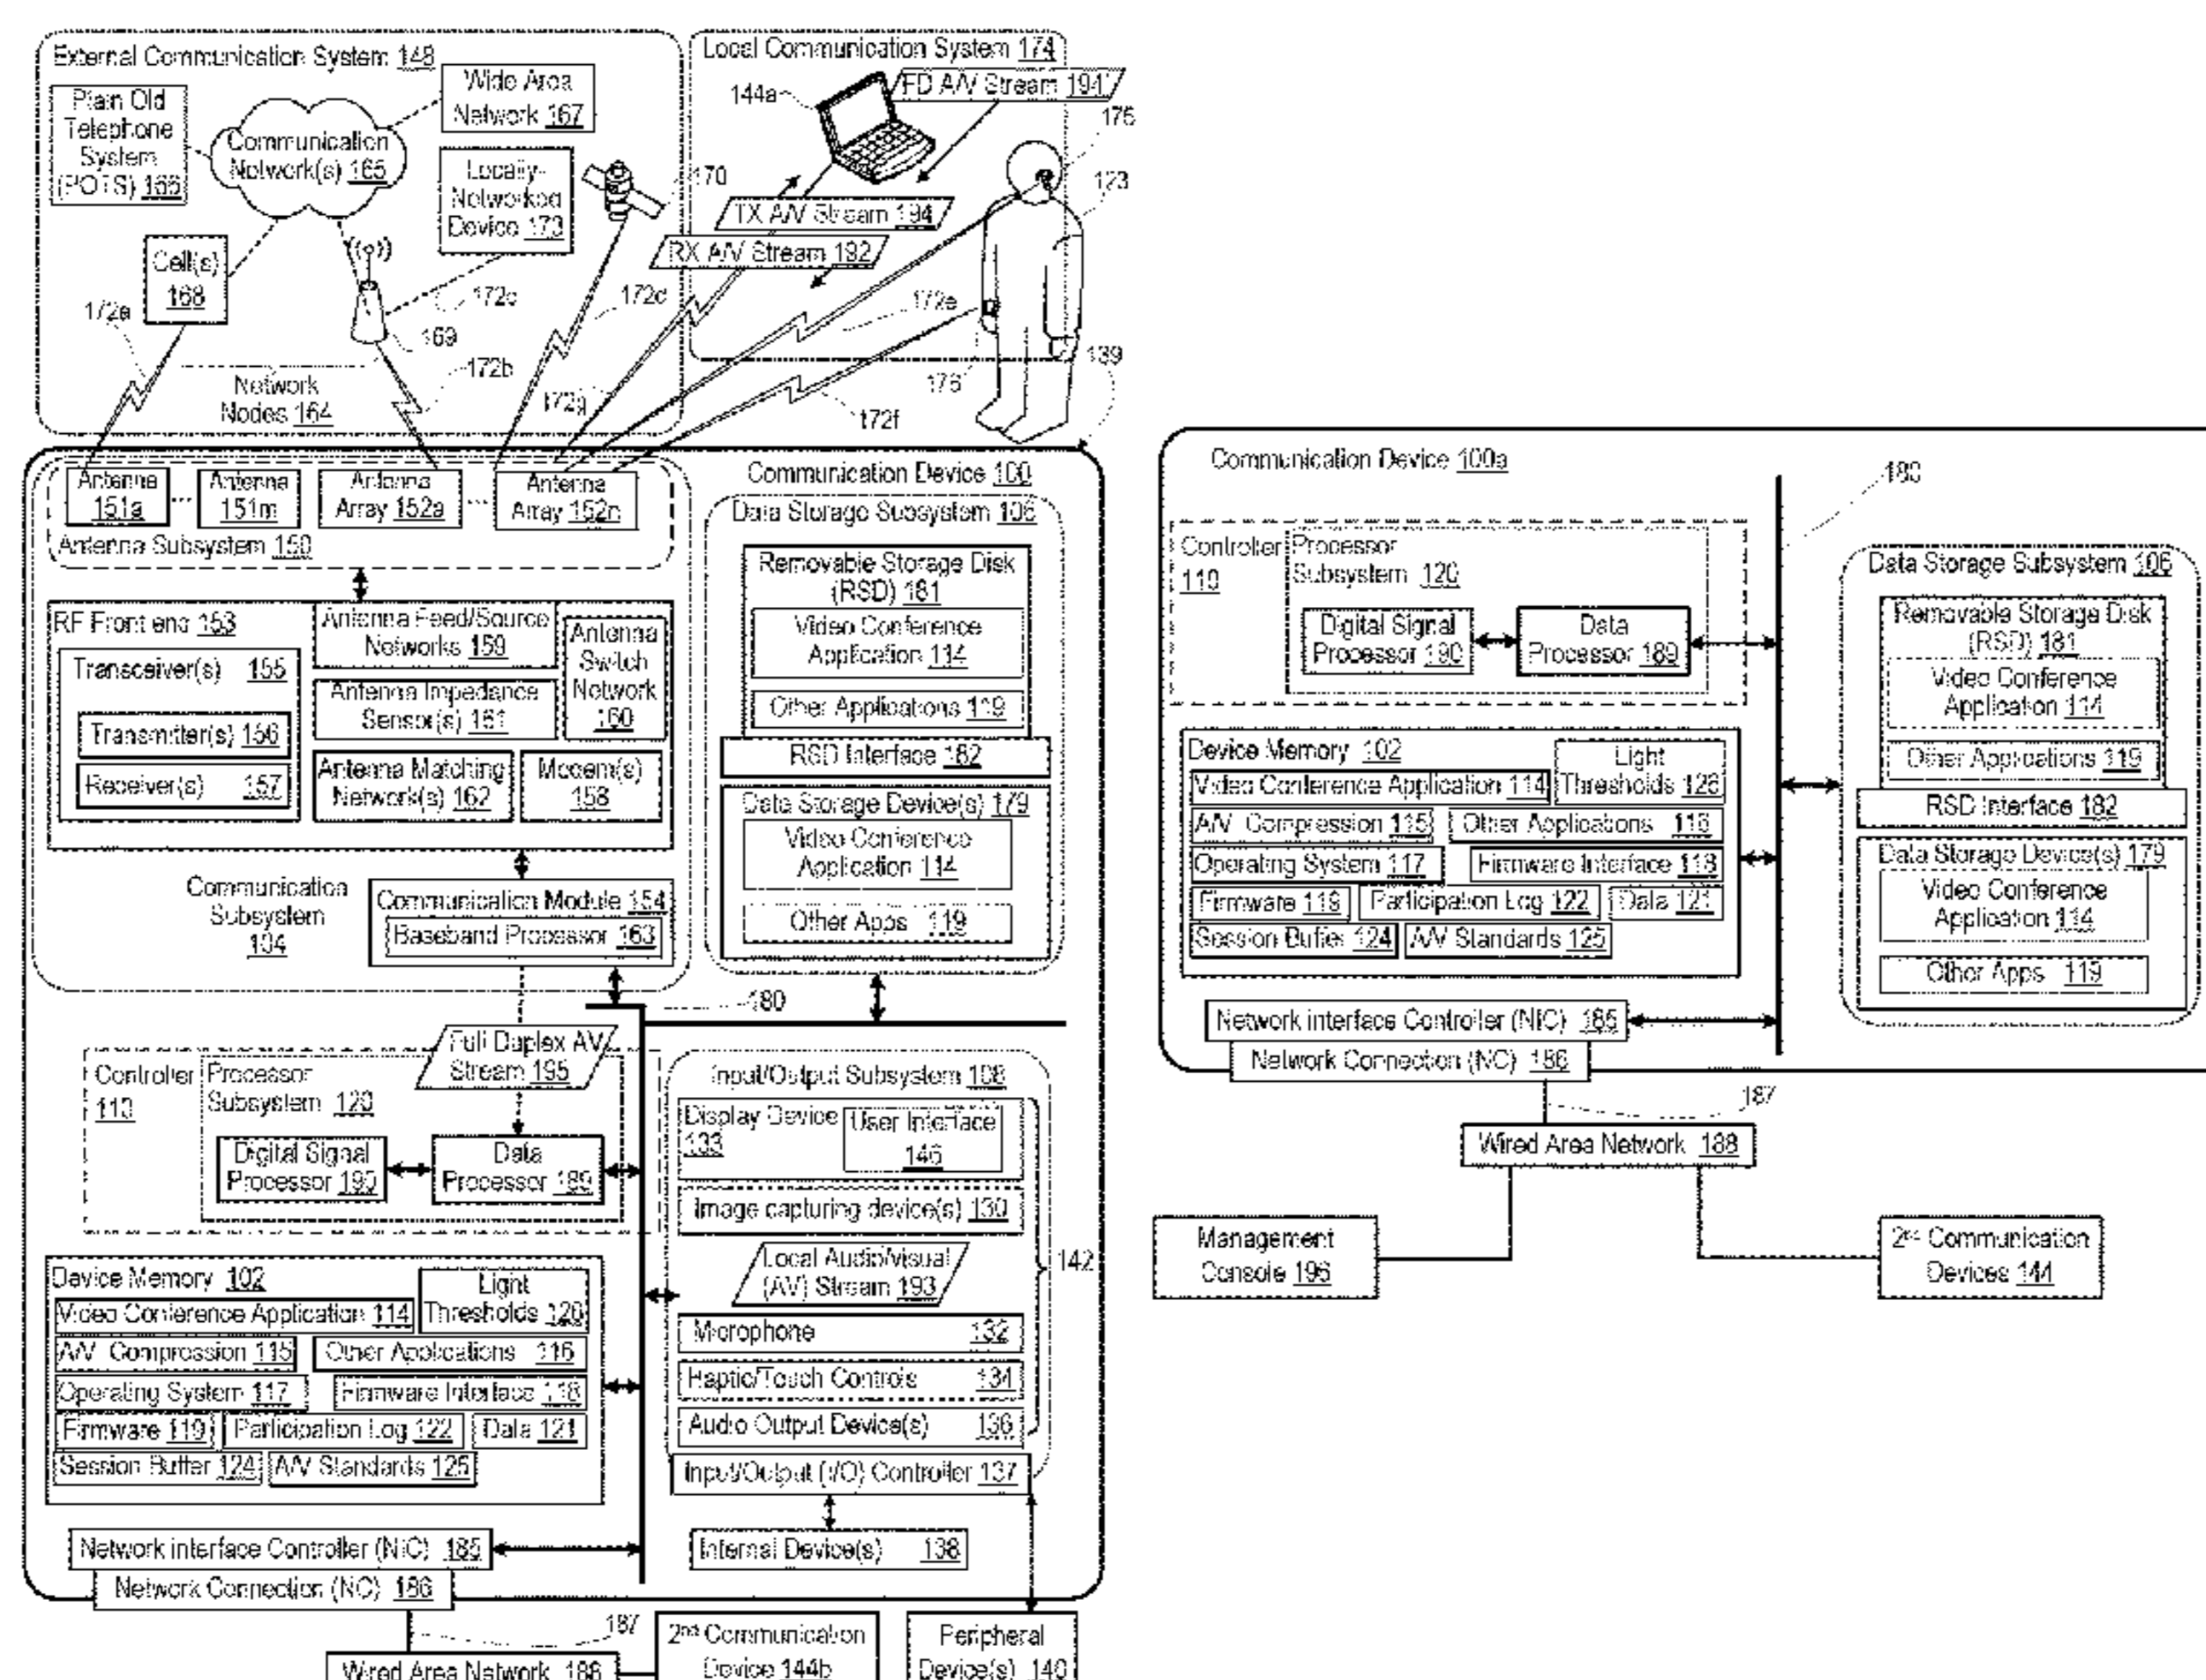 External Communication System 148
Plain Old
Telephone
System
(POTS) 166
Communication
Network(s) 165
Wide Area
Network 167
Locally-
Networked
Device 173
Cell(s)
168
170
172a
172c
172d
169
172b
Network
Nodes 164
Local Communication System 174
144a
FD A/V Stream 194
175
123
TX A/V Stream 194
RX A/V Stream 192
172e
139
176
172g
172f
Communication Device 100
Antenna
151a
Antenna
151m
Antenna
Array 152a
Antenna
Array 152n
Antenna Subsystem 150
RF Front end 153
Transceiver(s) 155
Transmitter(s) 156
Receiver(s) 157
Antenna Feed/Source
Networks 159
Antenna
Switch
Network
160
Antenna Impedance
Sensor(s) 161
Antenna Matching
Network(s) 162
Modem(s)
158
Communication
Subsystem
104
Communication Module 154
Baseband Processor 163
Data Storage Subsystem 106
Removable Storage Disk
(RSD) 181
Video Conference
Application 114
Other Applications 119
RSD Interface 182
Data Storage Device(s) 179
Video Conference
Application 114
Other Apps 119
180
Full Duplex AV
Stream 195
Controller
110
Processor
Subsystem 120
Digital Signal
Processor 190
Data
Processor 189
Input/Output Subsystem 108
Display Device
133
User Interface
146
Image capturing device(s) 130
Local Audio/visual
(AV) Stream 193
142
Microphone 132
Haptic/Touch Controls 134
Audio Output Device(s) 136
Input/Output (I/O) Controller 137
Internal Device(s) 138
Device Memory 102
Light
Thresholds 126
Video Conference Application 114
A/V Compression 115
Other Applications 116
Operating System 117
Firmware Interface 118
Firmware 119
Participation Log 122
Data 121
Session Buffer 124
A/V Standards 125
Network interface Controller (NIC) 185
Network Connection (NC) 186
187
Wired Area Network 188
2nd Communication
Device 144b
Peripheral
Device(s) 140
Communication Device 100a
180
Controller
110
Processor
Subsystem 120
Digital Signal
Processor 190
Data
Processor 189
Data Storage Subsystem 106
Removable Storage Disk
(RSD) 181
Video Conference
Application 114
Other Applications 119
RSD Interface 182
Data Storage Device(s) 179
Video Conference
Application 114
Other Apps 119
Device Memory 102
Light
Thresholds 126
Video Conference Application 114
A/V Compression 115
Other Applications 116
Operating System 117
Firmware Interface 118
Firmware 119
Participation Log 122
Data 121
Session Buffer 124
A/V Standards 125
Network interface Controller (NIC) 185
Network Connection (NC) 186
187
Wired Area Network 188
Management
Console 196
2nd Communication
Devices 144